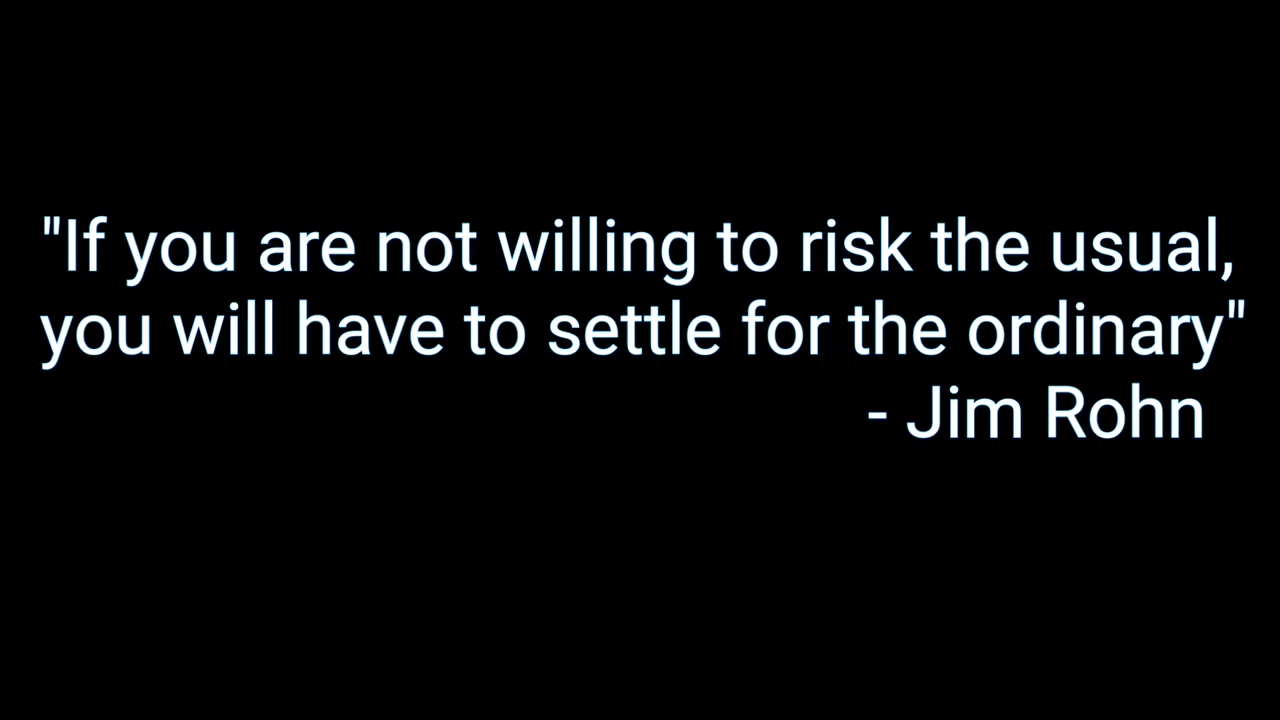 "If you are not willing to risk the usual,
you will have to settle for the ordinary"
- Jim Rohn